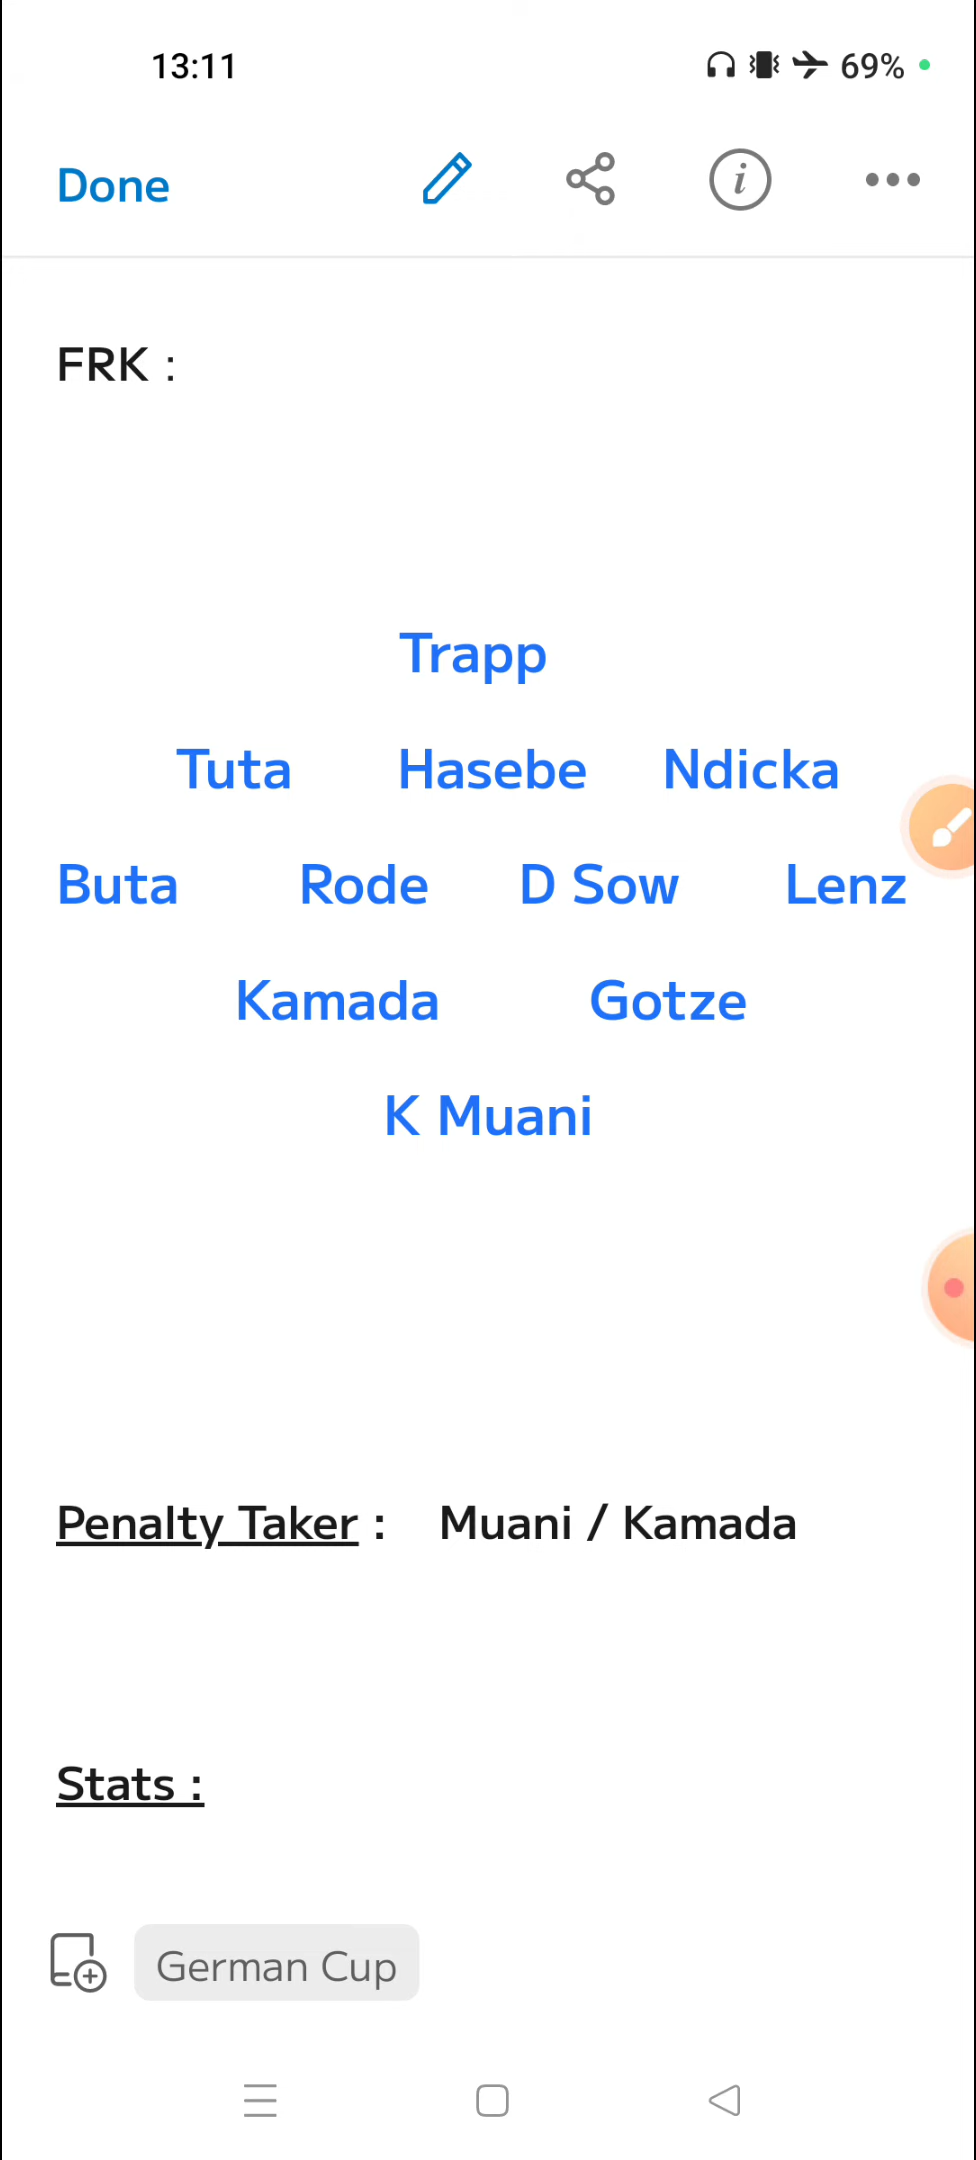 13:11 69%
Done
FRK :
Trapp
Tuta Hasebe Ndicka
Buta Rode D Sow Lenz
Kamada Gotze
K Muani
Penalty Taker : Muani / Kamada
Stats :
German Cup